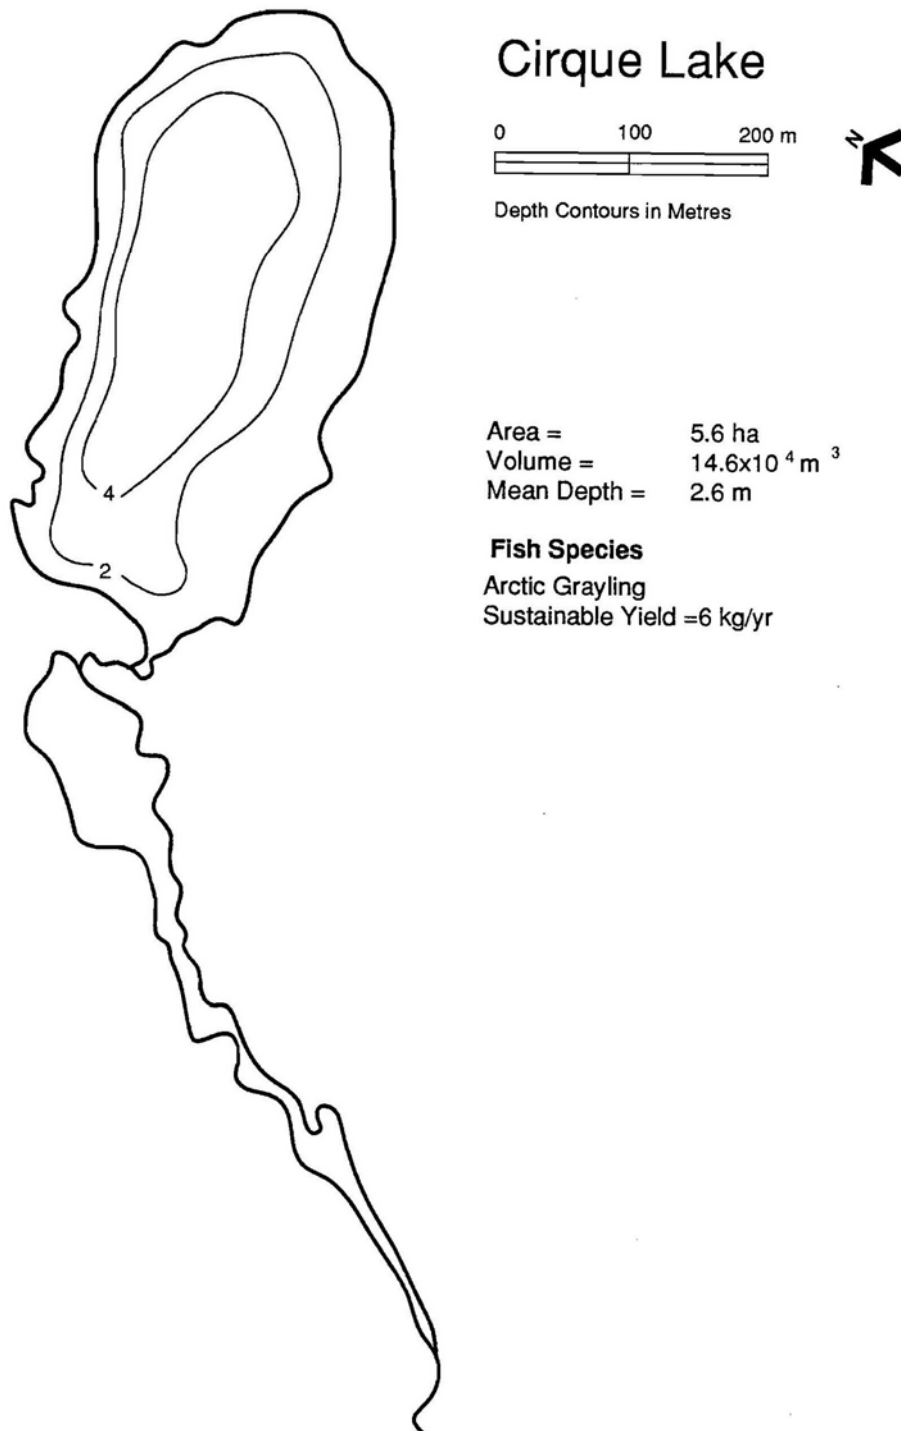 Cirque Lake
0 100 200 m
N
Depth Contours in Metres
Area = 5.6 ha
Volume = 14.6x10 4 m 3
Mean Depth = 2.6 m
Fish Species
Arctic Grayling
Sustainable Yield =6 kg/yr
4
2